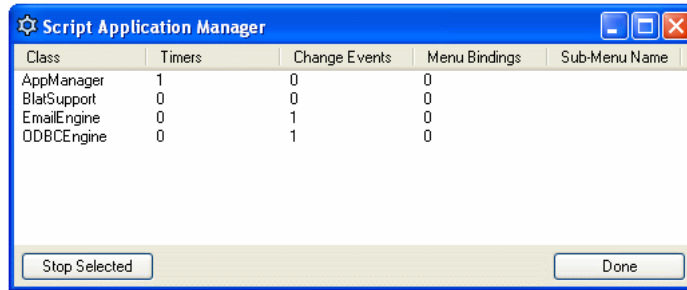 Script Application Manager
Class Timers Change Events Menu Bindings Sub-Menu Name
AppManager 1 0 0
BlatSupport 0 0 0
EmailEngine 0 1 0
ODBCEngine 0 1 0
Stop Selected Done